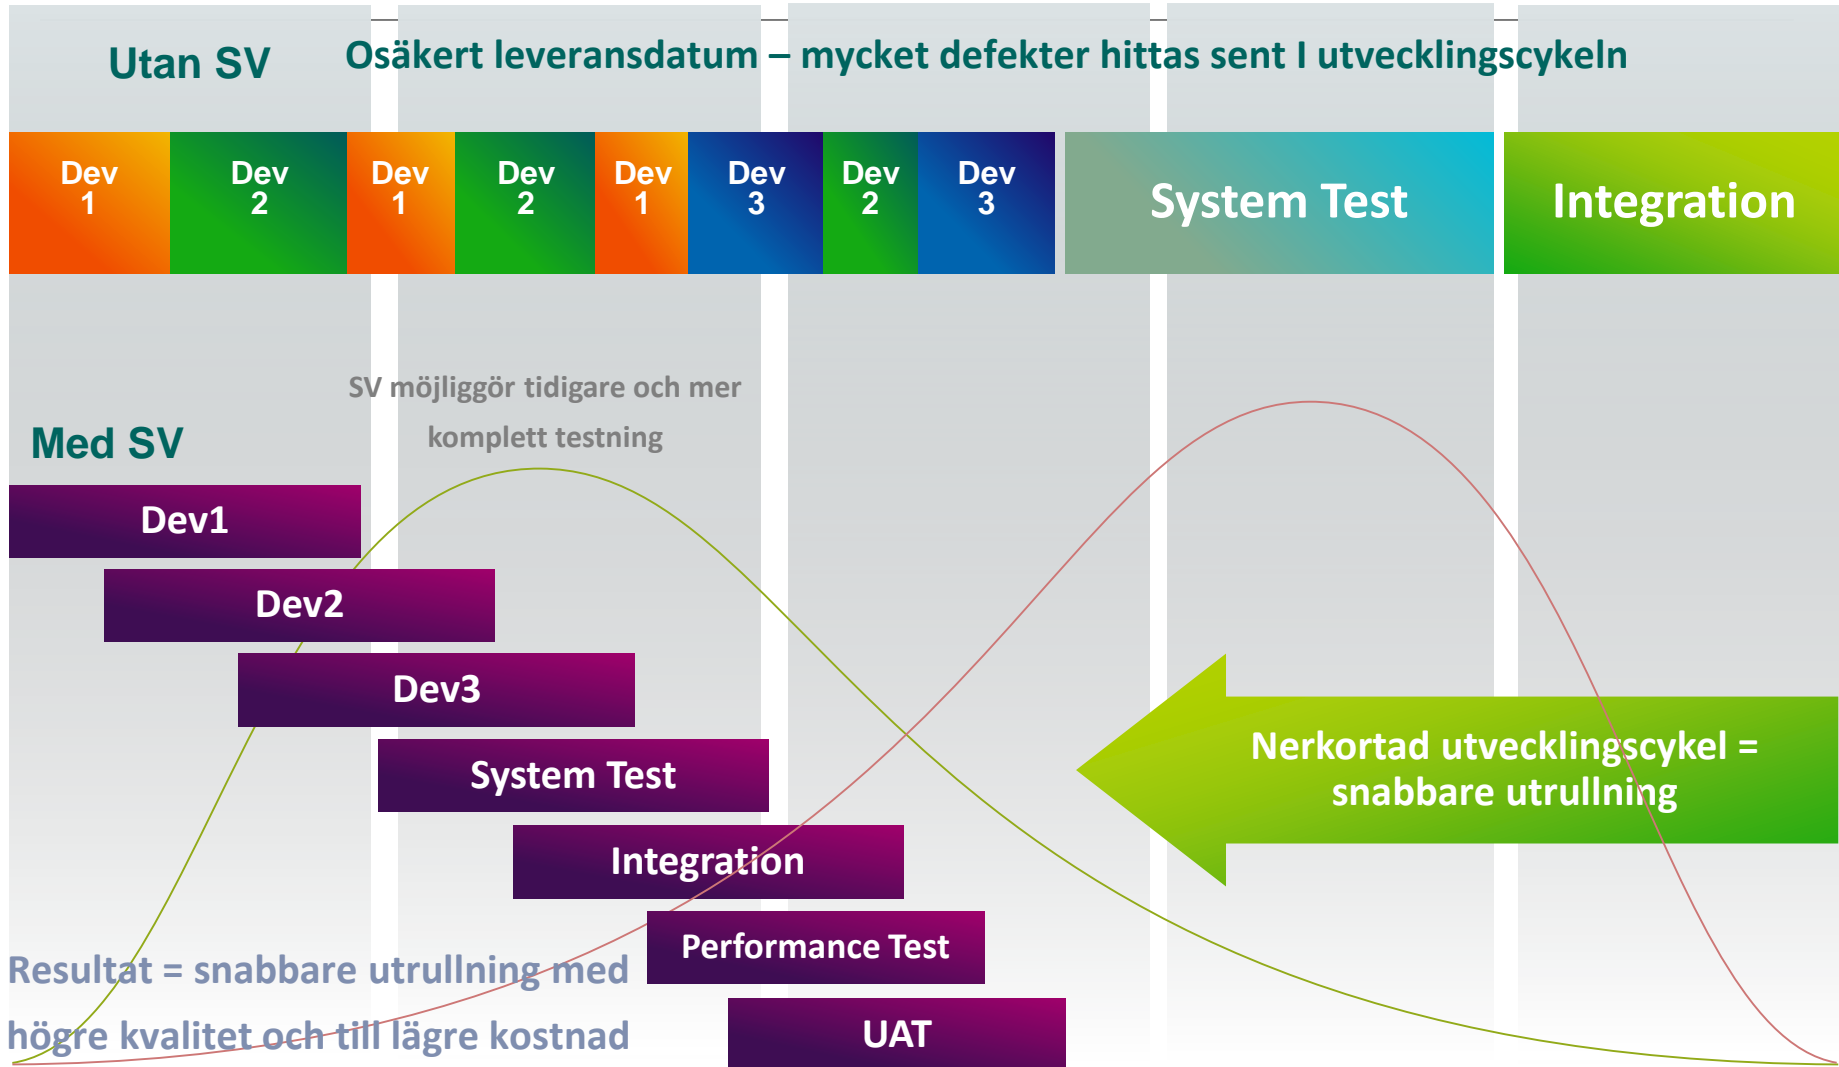 Utan SV
Osäkert leveransdatum – mycket defekter hittas sent I utvecklingscykeln
Dev
1
Dev
2
Dev
1
Dev
2
Dev
1
Dev
3
Dev
2
Dev
3
System Test
Integration
SV möjliggör tidigare och mer
komplett testning
Med SV
Dev1
Dev2
Dev3
System Test
Nerkortad utvecklingscykel =
snabbare utrullning
Integration
Performance Test
Resultat = snabbare utrullning med
högre kvalitet och till lägre kostnad
UAT